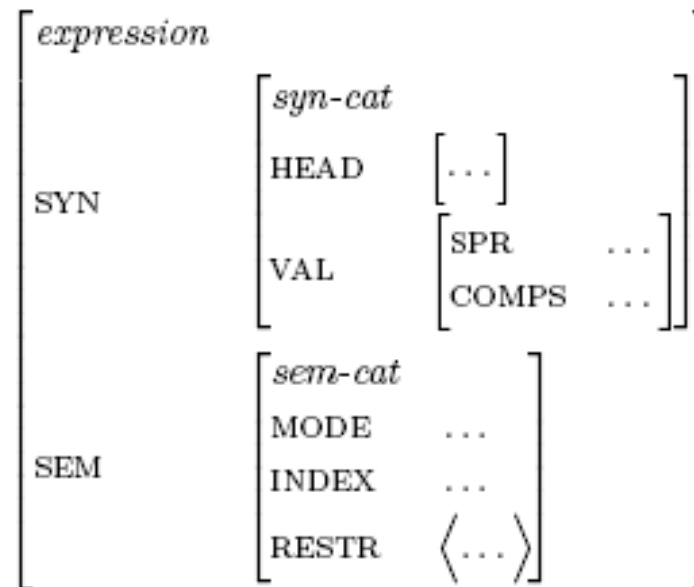 expression
syn-cat
HEAD [...]
SYN
VAL [SPR ...
COMPS ...]
sem-cat
MODE ...
SEM
INDEX ...
RESTR ⟨...⟩